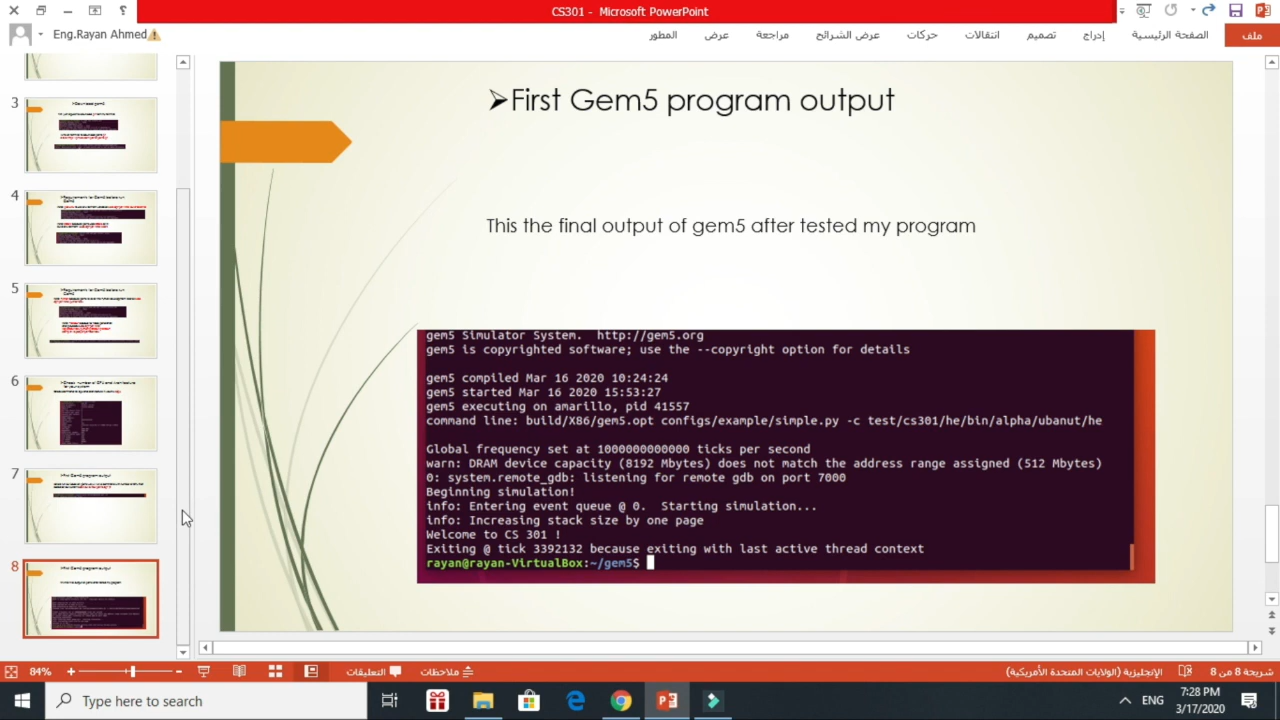 CS301 - Microsoft PowerPoint
Eng.Rayan Ahmed
ملف
الصفحة الرئيسية
إدراج
تصميم
انتقالات
حركات
عرض الشرائح
مراجعة
عرض
المطور
3
4
5
6
7
8
➢First Gem5 program output
This the final output of gem5 after tested my program
gem5 Simulator System. http://gem5.org
gem5 is copyrighted software; use the --copyright option for details
gem5 compiled Mar 16 2020 10:24:24
gem5 started Mar 16 2020 15:53:27
gem5 executing on amarillo, pid 41557
command line: build/X86/gem5.opt configs/example/simple.py -c test/cs301/he/bin/alpha/ubanut/he
Global frequency set at 1000000000000 ticks per second
warn: DRAM device capacity (8192 Mbytes) does not match the address range assigned (512 Mbytes)
0: system.remote_gdb: listening for remote gdb on port 7000
Beginning simulation!
info: Entering event queue @ 0. Starting simulation...
info: Increasing stack size by one page
Welcome to CS 301 !
Exiting @ tick 3392132 because exiting with last active thread context
rayan@rayan-VirtualBox:~/gem5$
شريحة 8 من 8
الإنجليزية (الولايات المتحدة الأمريكية)
ملاحظات
التعليقات
84%
Type here to search
ENG
7:28 PM
3/17/2020